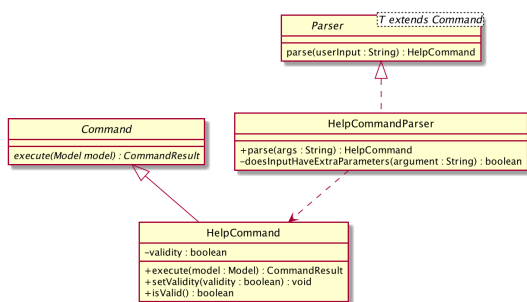 Parser
T extends Command
parse(userInput : String) : HelpCommand
HelpCommandParser
+parse(args : String) : HelpCommand
-doesInputHaveExtraParameters(argument : String) : boolean
Command
execute(Model model) : CommandResult
HelpCommand
-validity : boolean
+execute(model : Model) : CommandResult
+setValidity(validity : boolean) : void
+isValid() : boolean